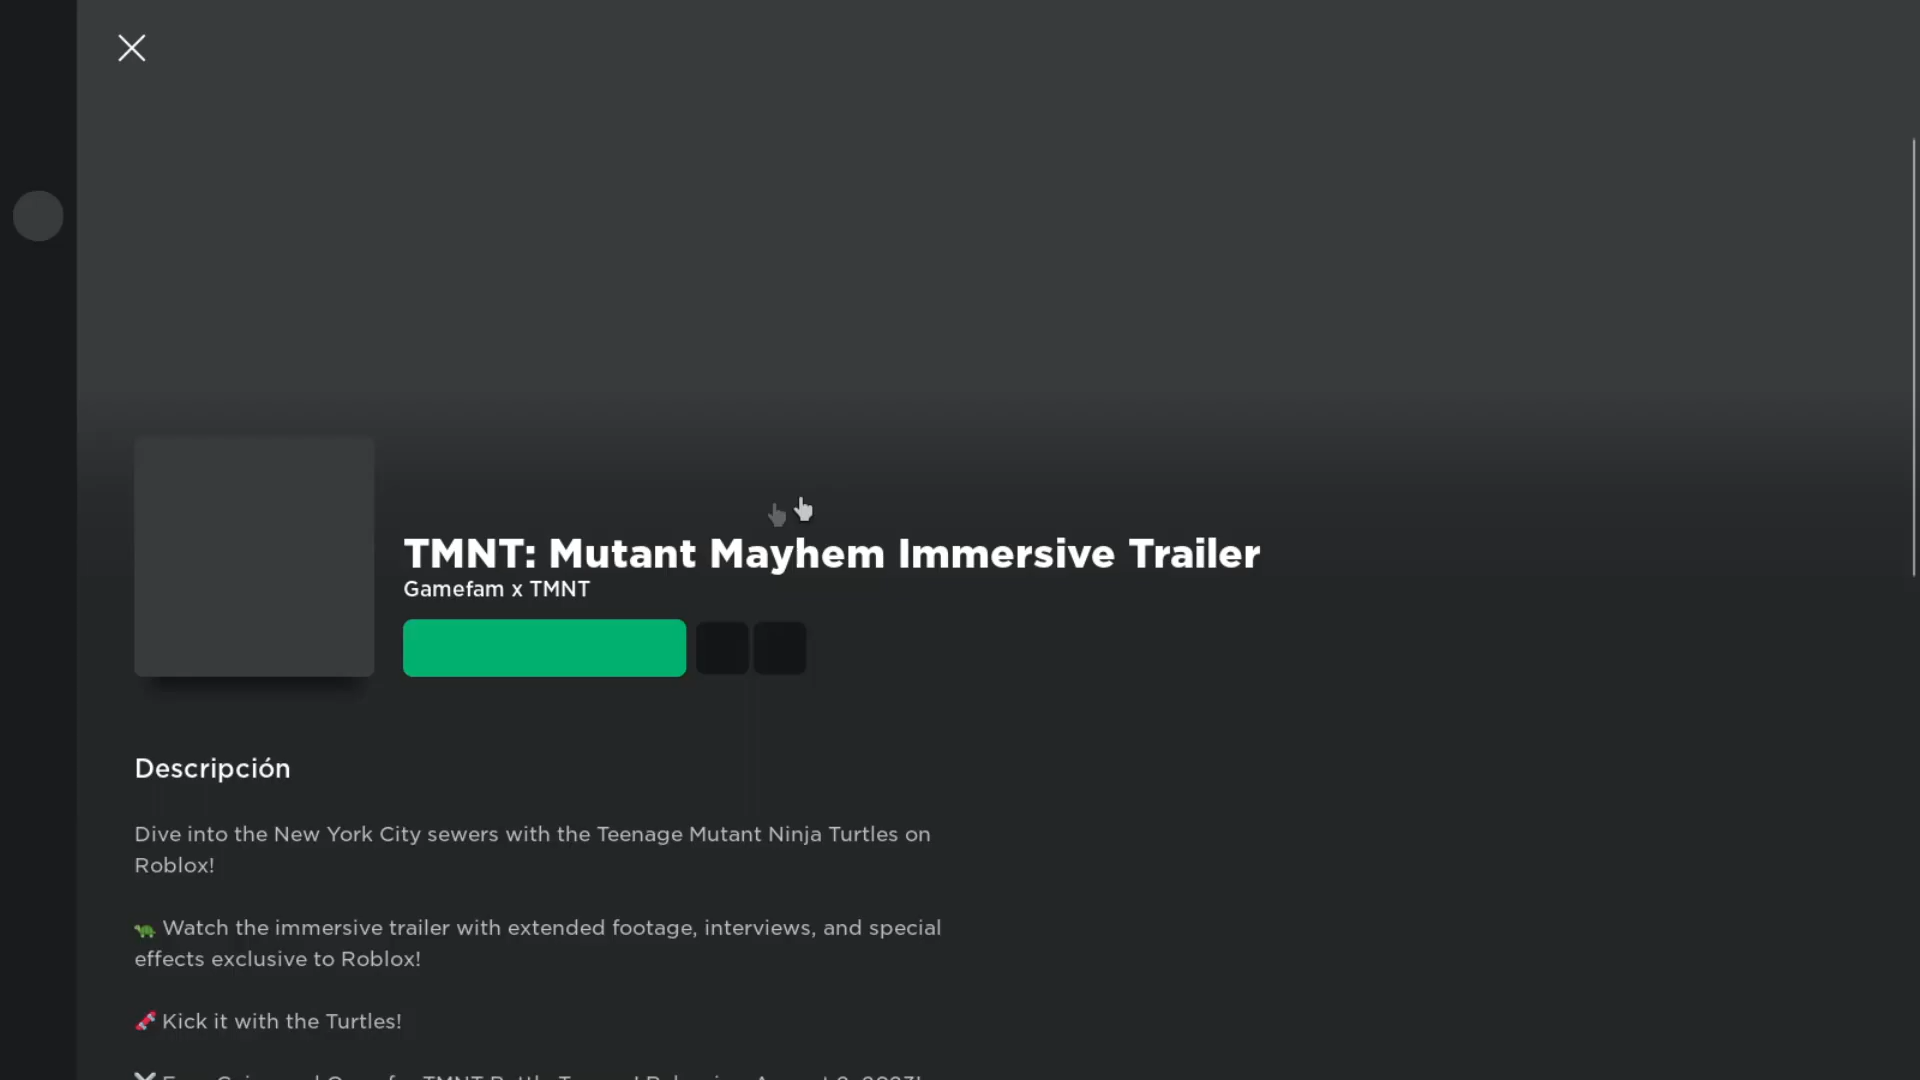 TMNT: Mutant Mayhem Immersive Trailer
Gamefam x TMNT
Descripción
Dive into the New York City sewers with the Teenage Mutant Ninja Turtles on
Roblox!
🐢 Watch the immersive trailer with extended footage, interviews, and special
effects exclusive to Roblox!
🛹 Kick it with the Turtles!